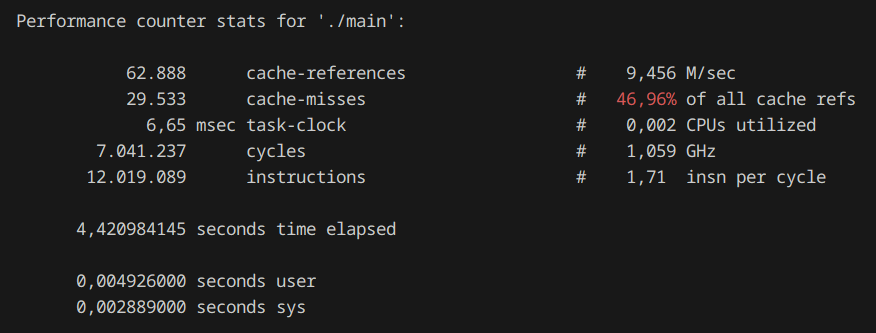 Performance counter stats for './main':
62.888 cache-references # 9,456 M/sec
29.533 cache-misses # 46,96% of all cache refs
6,65 msec task-clock # 0,002 CPUs utilized
7.041.237 cycles # 1,059 GHz
12.019.089 instructions # 1,71 insn per cycle
4,420984145 seconds time elapsed
0,004926000 seconds user
0,002889000 seconds sys